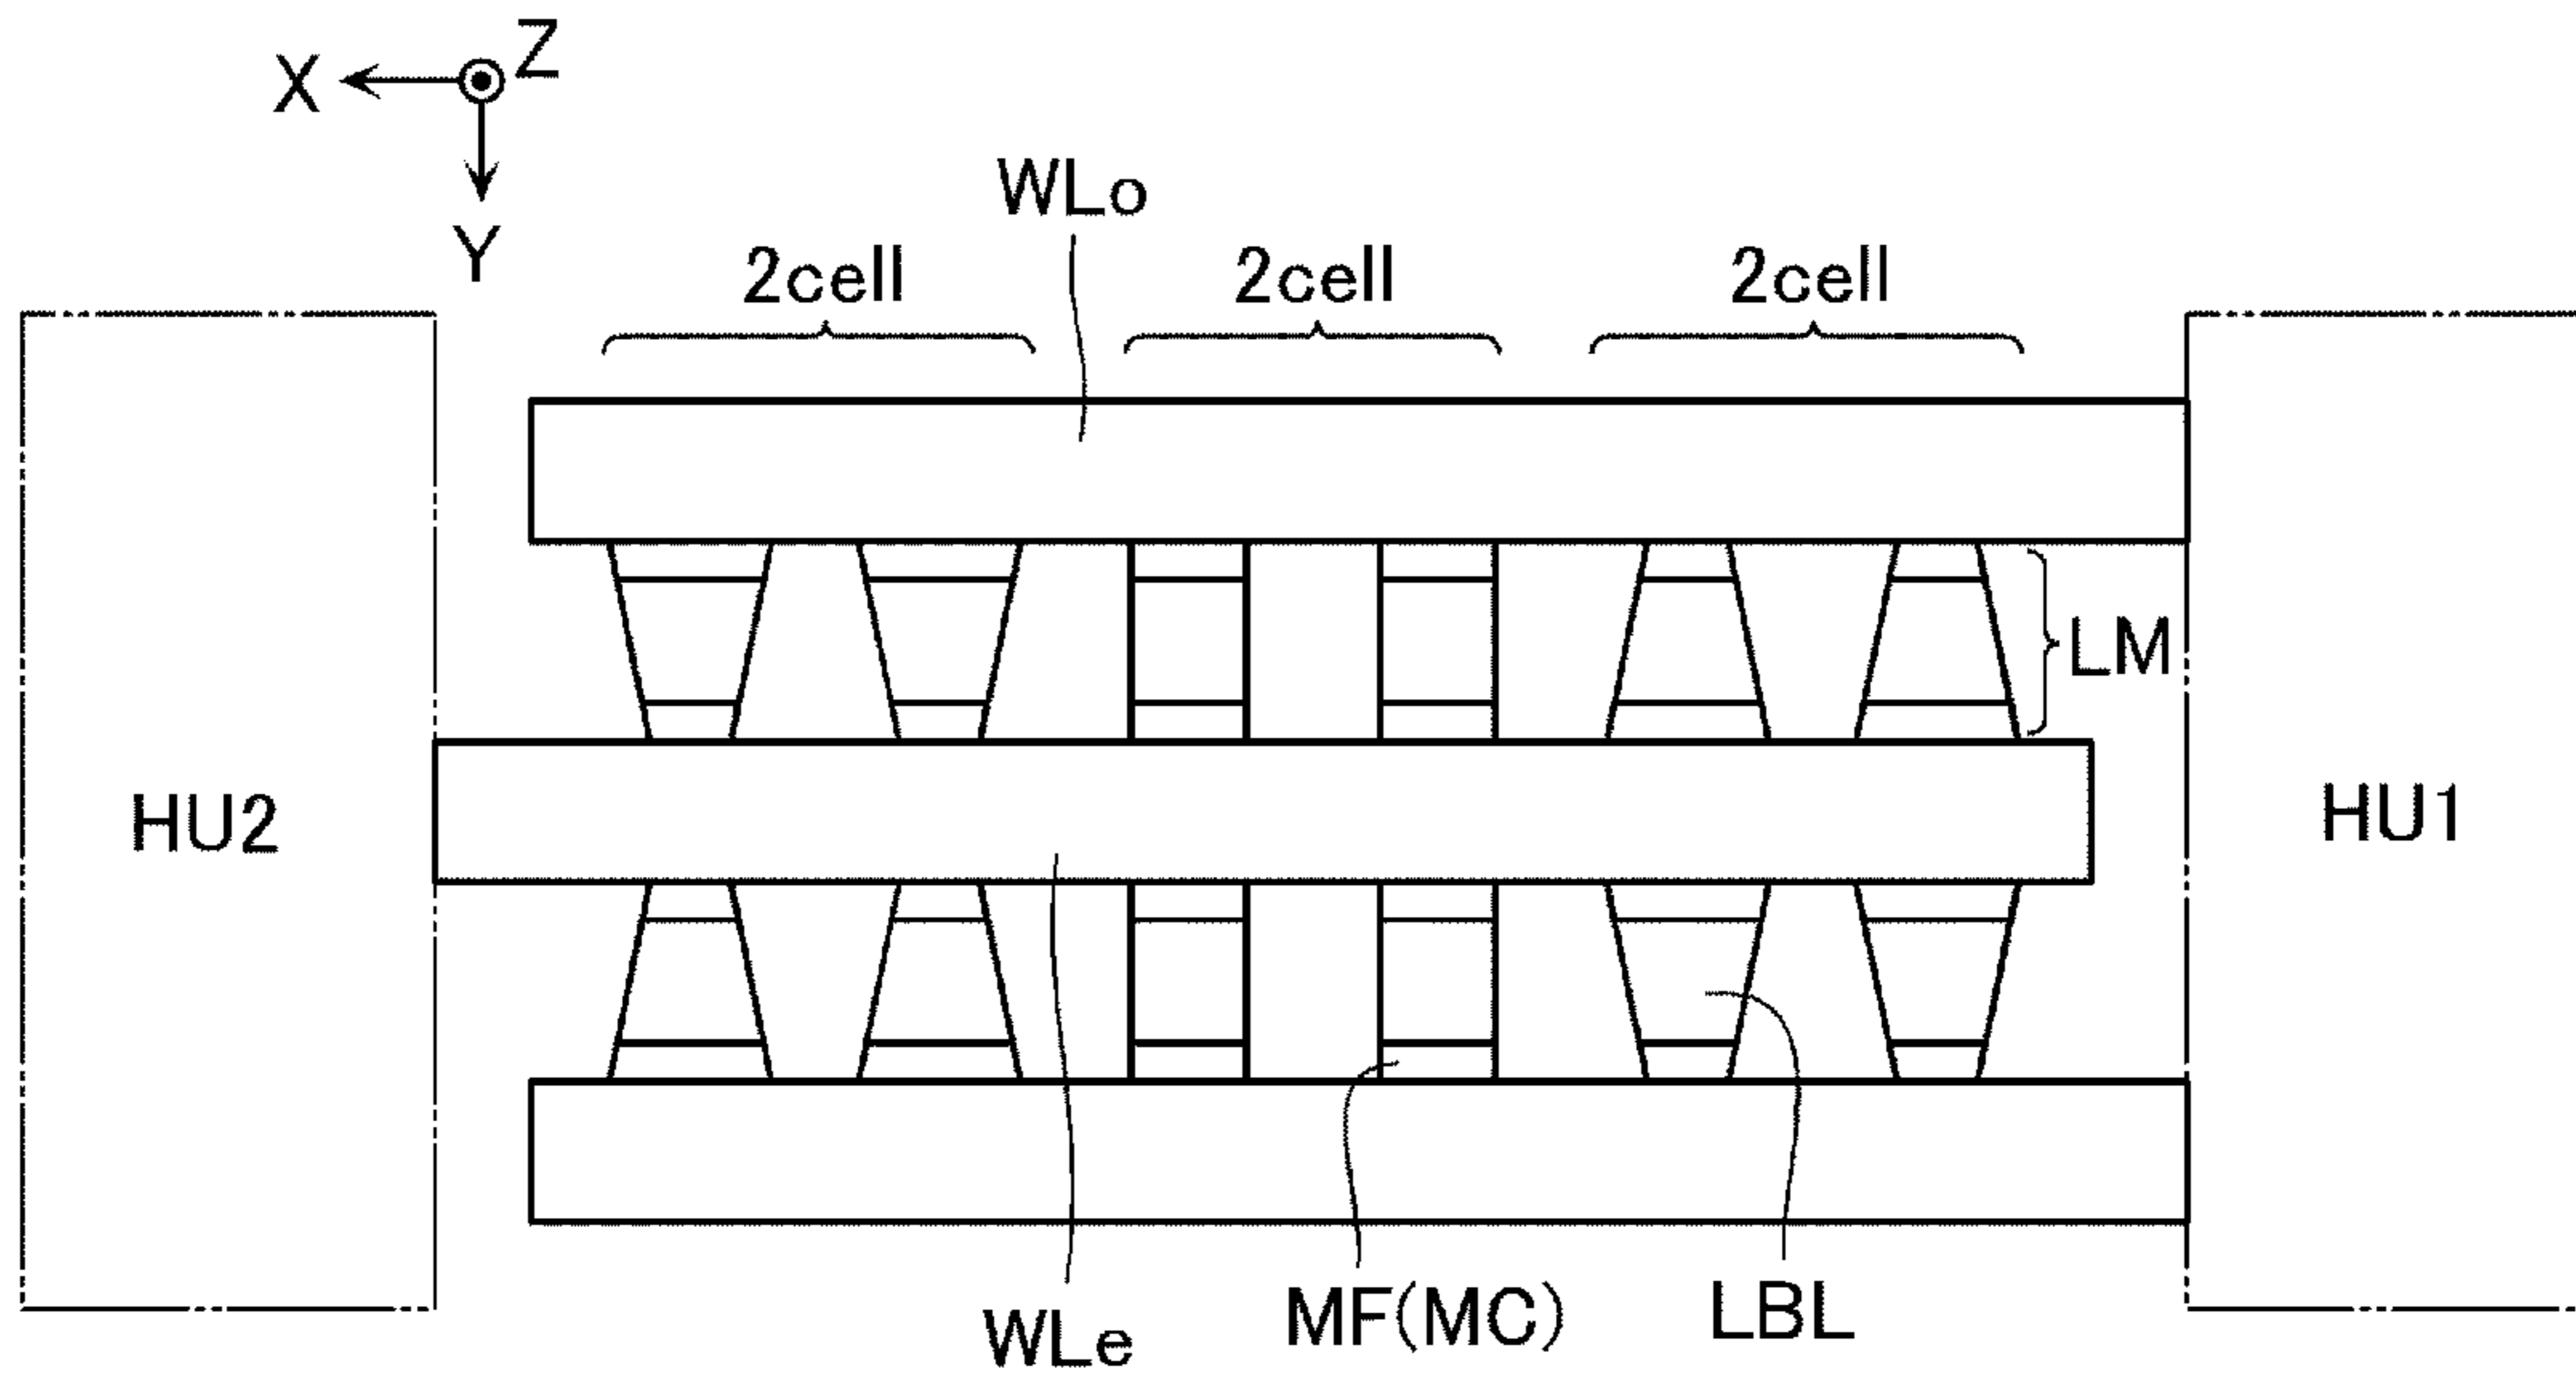 Z
X
Y
WLo
2cell 2cell 2cell
LM
HU2 HU1
MF(MC) LBL
WLe